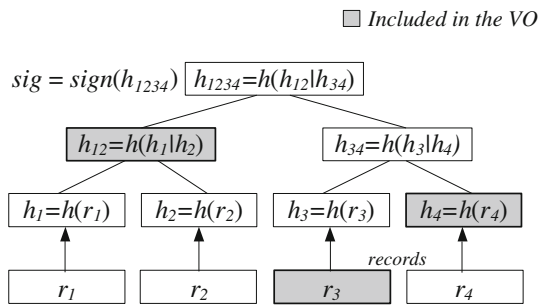 Included in the VO
sig = sign(h₁₂₃₄) h₁₂₃₄=h(h₁₂|h₃₄)
h₁₂=h(h₁|h₂) h₃₄=h(h₃|h₄)
h₁=h(r₁) h₂=h(r₂) h₃=h(r₃) h₄=h(r₄)
records
r₁ r₂ r₃ r₄